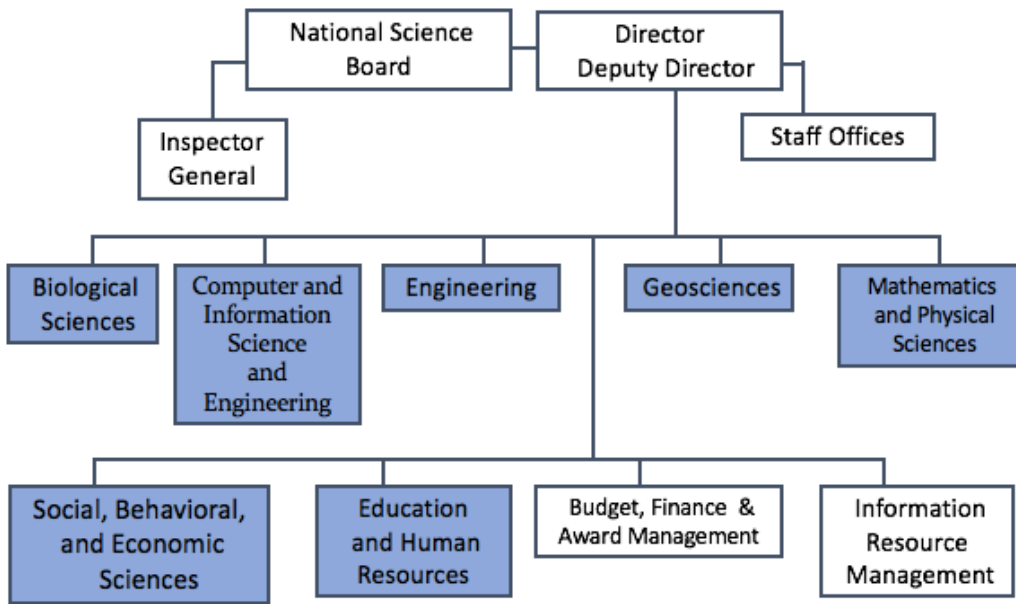 National Science
Board
Director
Deputy Director
Inspector
General
Staff Offices
Biological
Sciences
Computer and
Information
Science
and
Engineering
Engineering
Geosciences
Mathematics
and Physical
Sciences
Social, Behavioral,
and Economic
Sciences
Education
and Human
Resources
Budget, Finance &
Award Management
Information
Resource
Management